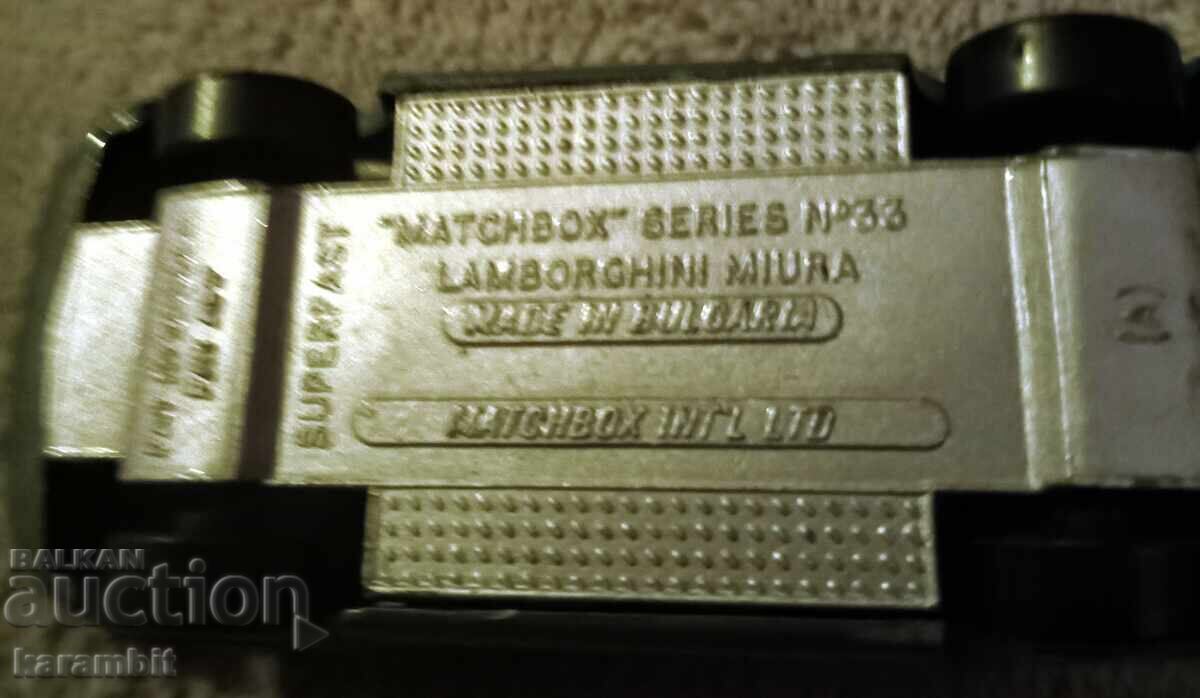 "MATCHBOX" SERIES Nº33
LAMBORGHINI MIURA
MADE IN BULGARIA
MATCHBOX INT'L LTD
SUPERFAST
BALKAN
auction
karambit